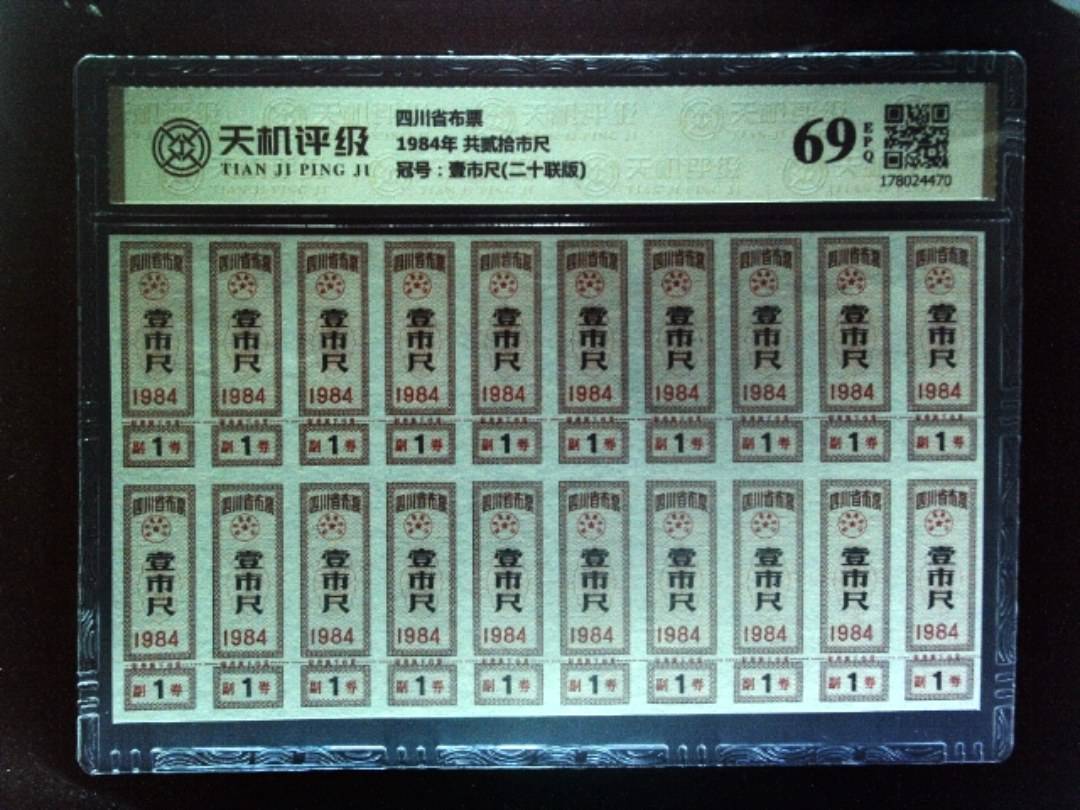 天机评级
TIAN JI PING JI
四川省布票
1984年 共贰拾市尺
冠号：壹市尺(二十联版)
69
EPQ
178024470
四川省布票 四川省布票 四川省布票 四川省布票 四川省布票 四川省布票 四川省布票 四川省布票 四川省布票 四川省布票
壹市尺 壹市尺 壹市尺 壹市尺 壹市尺 壹市尺 壹市尺 壹市尺 壹市尺 壹市尺
1984 1984 1984 1984 1984 1984 1984 1984 1984 1984
副1券 副1券 副1券 副1券 副1券 副1券 副1券 副1券 副1券 副1券
四川省布票 四川省布票 四川省布票 四川省布票 四川省布票 四川省布票 四川省布票 四川省布票 四川省布票 四川省布票
壹市尺 壹市尺 壹市尺 壹市尺 壹市尺 壹市尺 壹市尺 壹市尺 壹市尺 壹市尺
1984 1984 1984 1984 1984 1984 1984 1984 1984 1984
副1券 副1券 副1券 副1券 副1券 副1券 副1券 副1券 副1券 副1券